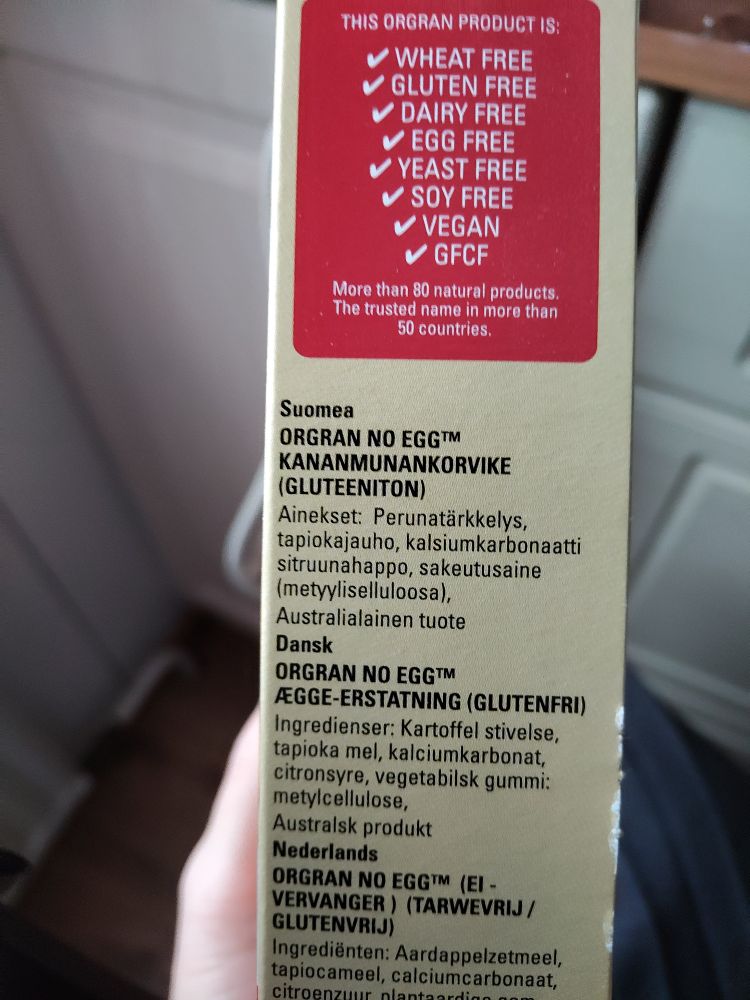 THIS ORGRAN PRODUCT IS:
✔ WHEAT FREE
✔ GLUTEN FREE
✔ DAIRY FREE
✔ EGG FREE
✔ YEAST FREE
✔ SOY FREE
✔ VEGAN
✔ GFCF
More than 80 natural products.
The trusted name in more than
50 countries.
Suomea
ORGRAN NO EGG™
KANANMUNANKORVIKE
(GLUTEENITON)
Ainekset: Perunatärkkelys,
tapiokajauho, kalsiumkarbonaatti
sitruunahappo, sakeutusaine
(metyyliselluloosa),
Australialainen tuote
Dansk
ORGRAN NO EGG™
ÆGGE-ERSTATNING (GLUTENFRI)
Ingredienser: Kartoffel stivelse,
tapioka mel, kalciumkarbonat,
citronsyre, vegetabilsk gummi:
metylcellulose,
Australsk produkt
Nederlands
ORGRAN NO EGG™ (EI -
VERVANGER ) (TARWEVRIJ /
GLUTENVRIJ)
Ingrediënten: Aardappelzetmeel,
tapiocameel, calciumcarbonaat,
citroenzuur, plantaardige gom